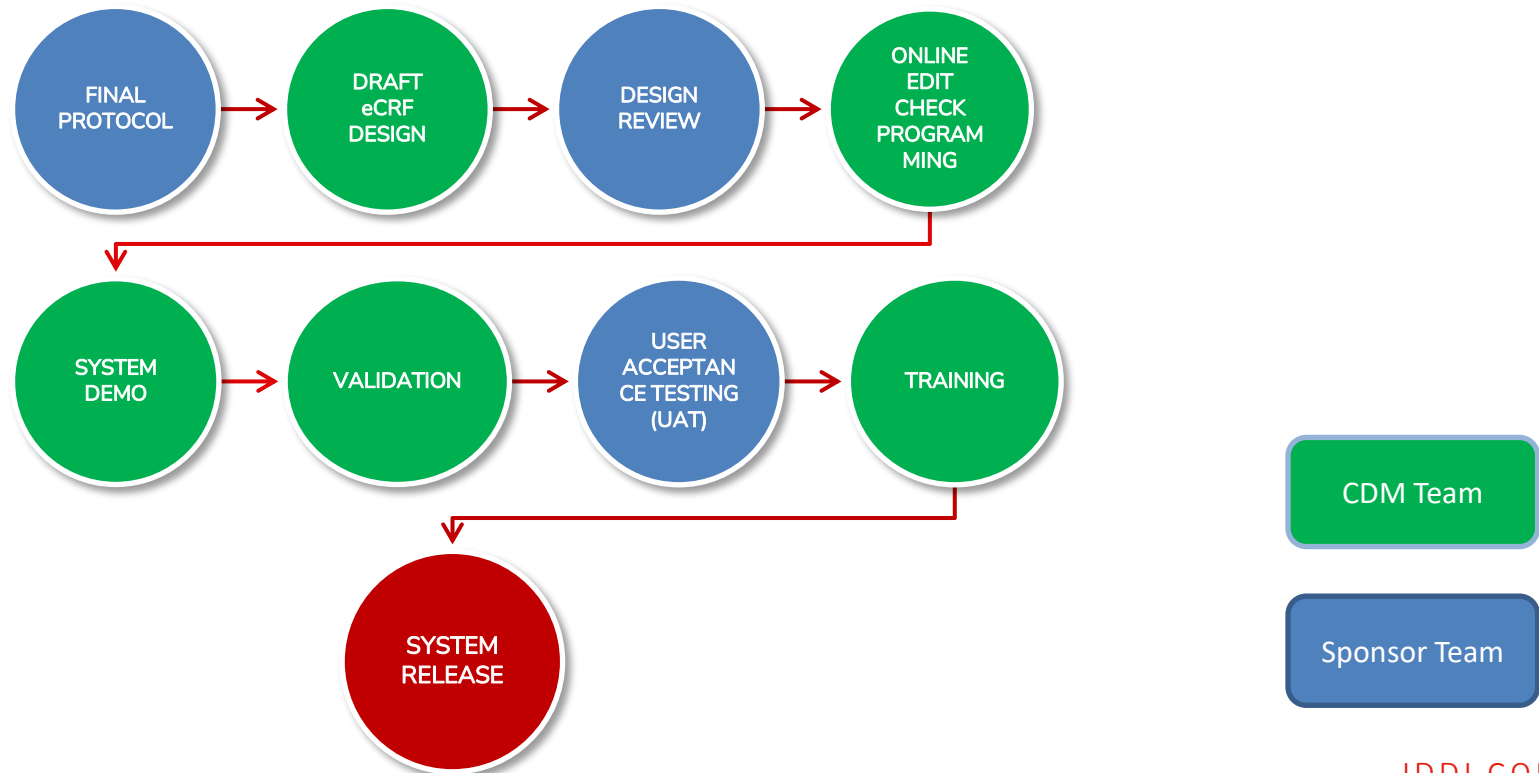 FINAL
PROTOCOL
DRAFT
eCRF
DESIGN
DESIGN
REVIEW
ONLINE
EDIT
CHECK
PROGRAM
MING
SYSTEM
DEMO
VALIDATION
USER
ACCEPTAN
CE TESTING
(UAT)
TRAINING
SYSTEM
RELEASE
CDM Team
Sponsor Team